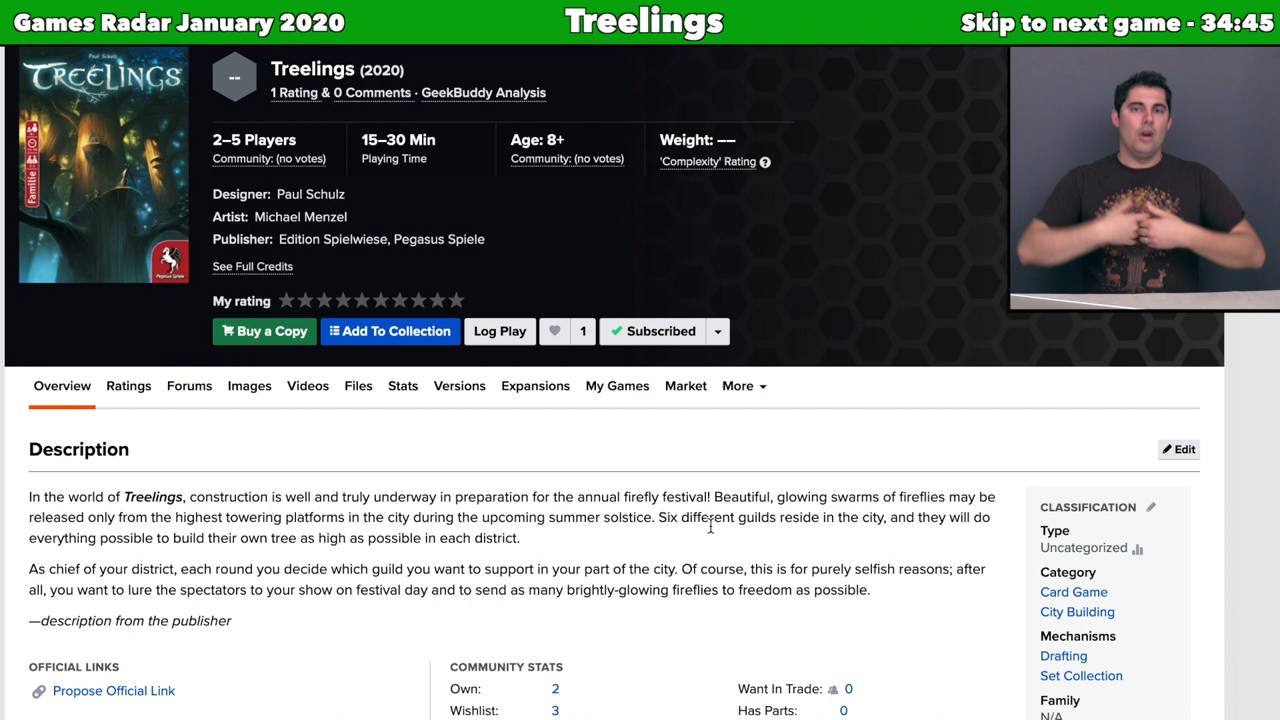 Games Radar January 2020
Treelings
Skip to next game - 34:45
Paul Schulz
TREELINGS
Familie
Pegasus Spiele
--
Treelings (2020)
1 Rating & 0 Comments · GeekBuddy Analysis
2–5 Players
Community: (no votes)
15–30 Min
Playing Time
Age: 8+
Community: (no votes)
Weight: --
'Complexity' Rating ?
Designer: Paul Schulz
Artist: Michael Menzel
Publisher: Edition Spielwiese, Pegasus Spiele
See Full Credits
My rating
Buy a Copy
Add To Collection
Log Play
1
Subscribed
Overview Ratings Forums Images Videos Files Stats Versions Expansions My Games Market More
Description
Edit
In the world of Treelings, construction is well and truly underway in preparation for the annual firefly festival! Beautiful, glowing swarms of fireflies may be
released only from the highest towering platforms in the city during the upcoming summer solstice. Six different guilds reside in the city, and they will do
everything possible to build their own tree as high as possible in each district.
As chief of your district, each round you decide which guild you want to support in your part of the city. Of course, this is for purely selfish reasons; after
all, you want to lure the spectators to your show on festival day and to send as many brightly-glowing fireflies to freedom as possible.
—description from the publisher
OFFICIAL LINKS
Propose Official Link
COMMUNITY STATS
Own: 2
Wishlist: 3
Want In Trade: 0
Has Parts: 0
CLASSIFICATION
Type
Uncategorized
Category
Card Game
City Building
Mechanisms
Drafting
Set Collection
Family
N/A